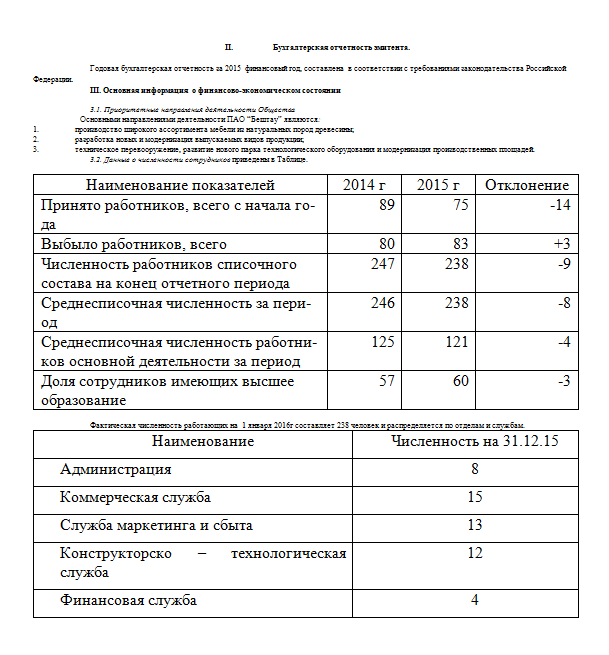 II. Бухгалтерская отчетность эмитента.
Годовая бухгалтерская отчетность за 2015 финансовый год, составлена в соответствии с требованиями законодательства Российской
Федерации.
III. Основная информация о финансово-экономическом состоянии
3.1. Приоритетные направления деятельности Общества
Основными направлениями деятельности ПАО “Бештау” являются:
1. производство широкого ассортимента мебели из натуральных пород древесины;
2. разработка новых и модернизация выпускаемых видов продукции;
3. техническое перевооружение, развитие нового парка технологического оборудования и модернизация производственных площадей.
3.2. Данные о численности сотрудников приведены в Таблице.
Наименование показателей 2014 г 2015 г Отклонение
Принято работников, всего с начала го- 89 75 -14
да
Выбыло работников, всего 80 83 +3
Численность работников списочного 247 238 -9
состава на конец отчетного периода
Среднесписочная численность за пери- 246 238 -8
од
Среднесписочная численность работни- 125 121 -4
ков основной деятельности за период
Доля сотрудников имеющих высшее 57 60 -3
образование
Фактическая численность работающих на 1 января 2016г составляет 238 человек и распределяется по отделам и службам.
Наименование Численность на 31.12.15
Администрация 8
Коммерческая служба 15
Служба маркетинга и сбыта 13
Конструкторско – технологическая 12
служба
Финансовая служба 4